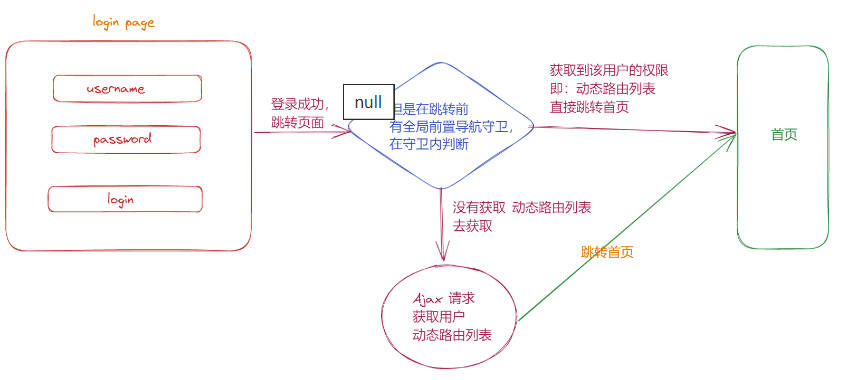 login page
username
password
login
登录成功，
跳转页面
null
但是在跳转前
有全局前置导航守卫，
在守卫内判断
获取到该用户的权限
即：动态路由列表
直接跳转首页
首页
没有获取 动态路由列表
去获取
跳转首页
Ajax 请求
获取用户
动态路由列表